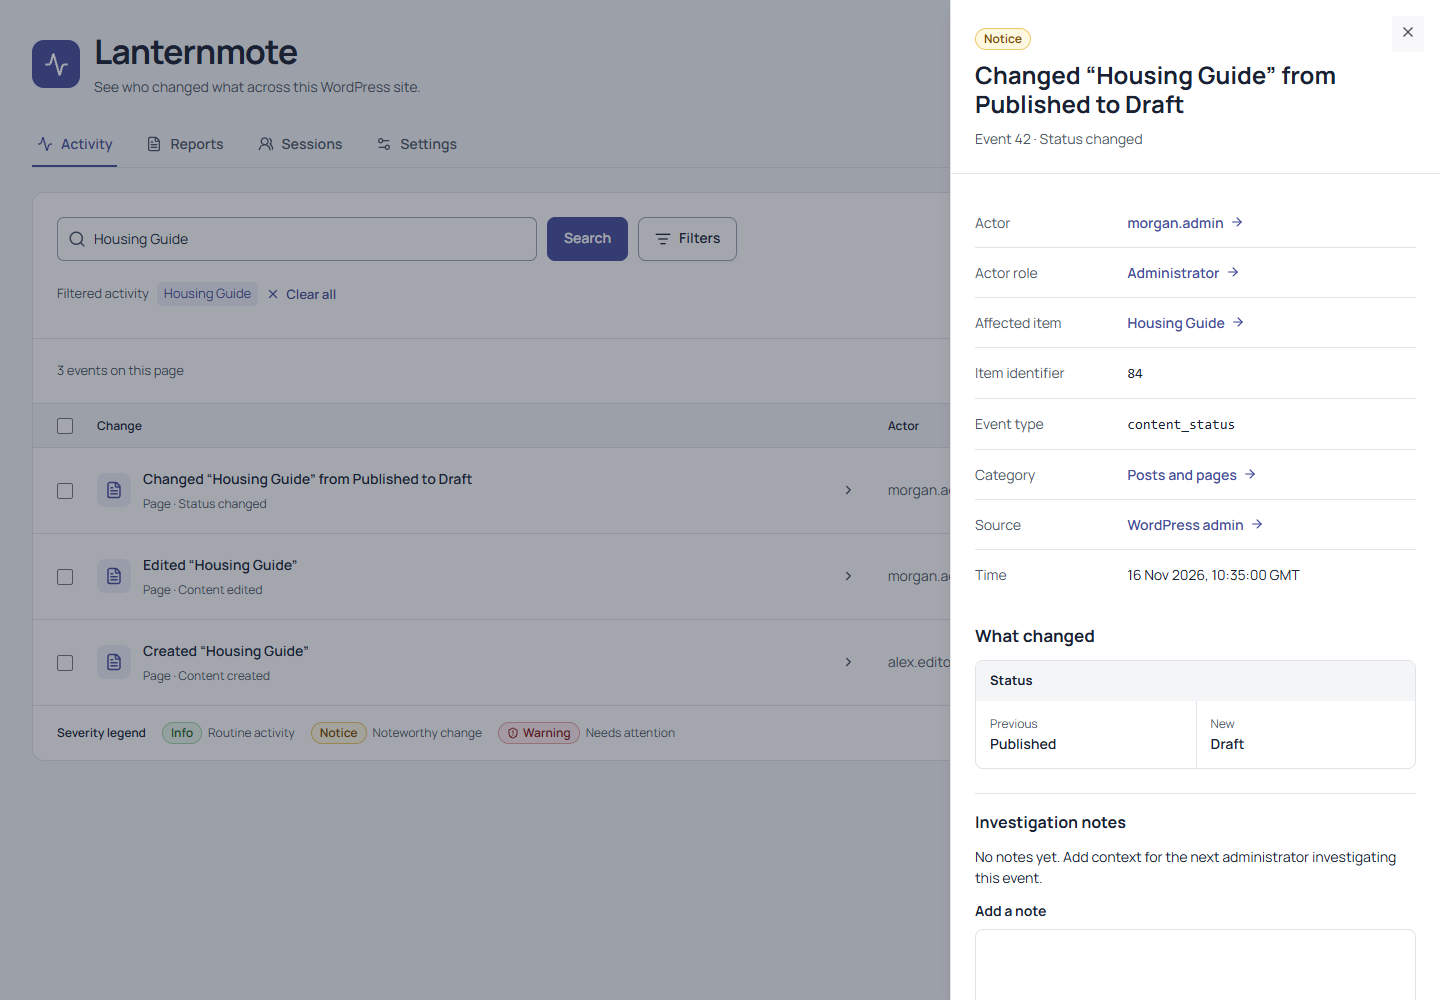 Lanternmote
See who changed what across this WordPress site.
Activity
Reports
Sessions
Settings
Housing Guide
Search
Filters
Filtered activity
Housing Guide
Clear all
3 events on this page
Change
Actor
Changed “Housing Guide” from Published to Draft
Page · Status changed
morgan.a
Edited “Housing Guide”
Page · Content edited
morgan.a
Created “Housing Guide”
Page · Content created
alex.edito
Severity legend
Info
Routine activity
Notice
Noteworthy change
Warning
Needs attention
Notice
Changed “Housing Guide” from
Published to Draft
Event 42 · Status changed
Actor
morgan.admin
Actor role
Administrator
Affected item
Housing Guide
Item identifier
84
Event type
content_status
Category
Posts and pages
Source
WordPress admin
Time
16 Nov 2026, 10:35:00 GMT
What changed
Status
Previous
Published
New
Draft
Investigation notes
No notes yet. Add context for the next administrator investigating
this event.
Add a note